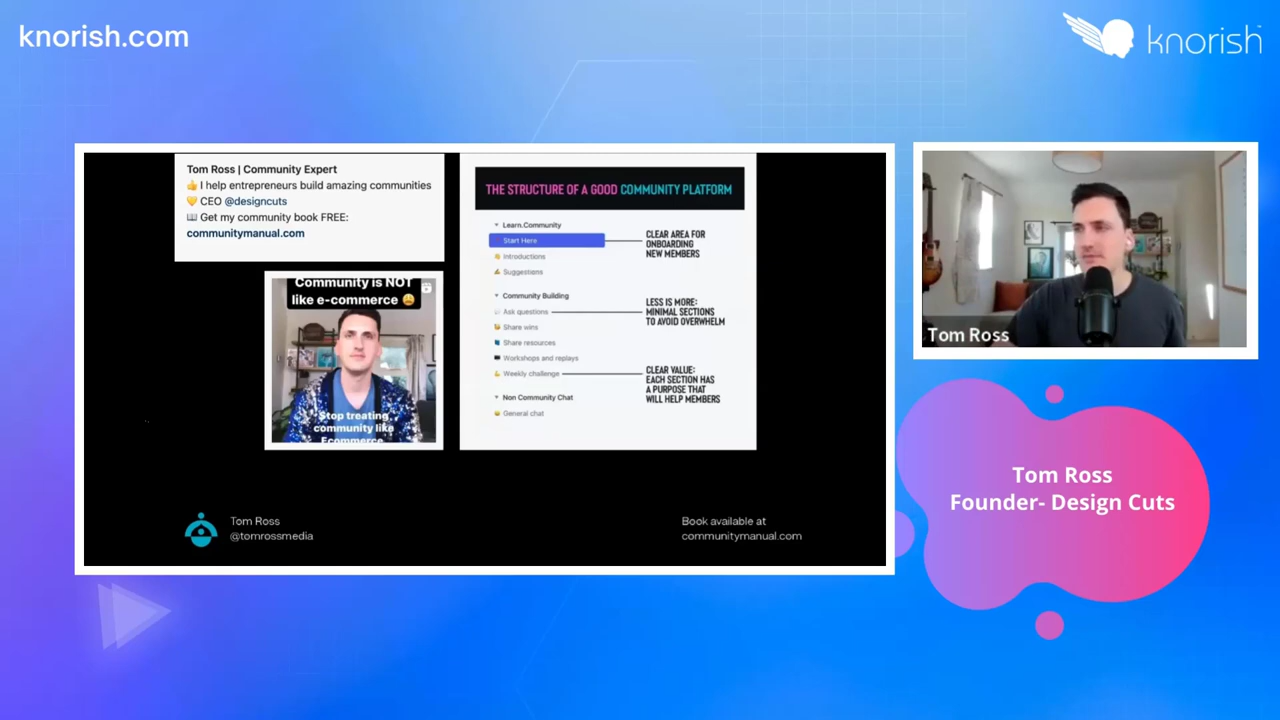 knorish.com
knorish
Tom Ross | Community Expert
👍 I help entrepreneurs build amazing communities
💛 CEO @designcuts
📖 Get my community book FREE:
communitymanual.com
Community is NOT
like e-commerce 😩
Stop treating
community like
Ecommerce
THE STRUCTURE OF A GOOD COMMUNITY PLATFORM
Learn.Community
Start Here
Introductions
Suggestions
CLEAR AREA FOR
ONBOARDING
NEW MEMBERS
Community Building
Ask questions
Share wins
Share resources
Workshops and replays
Weekly challenge
LESS IS MORE:
MINIMAL SECTIONS
TO AVOID OVERWHELM
CLEAR VALUE:
EACH SECTION HAS
A PURPOSE THAT
WILL HELP MEMBERS
Non Community Chat
General chat
Tom Ross
@tomrossmedia
Book available at
communitymanual.com
Tom Ross
Tom Ross
Founder- Design Cuts